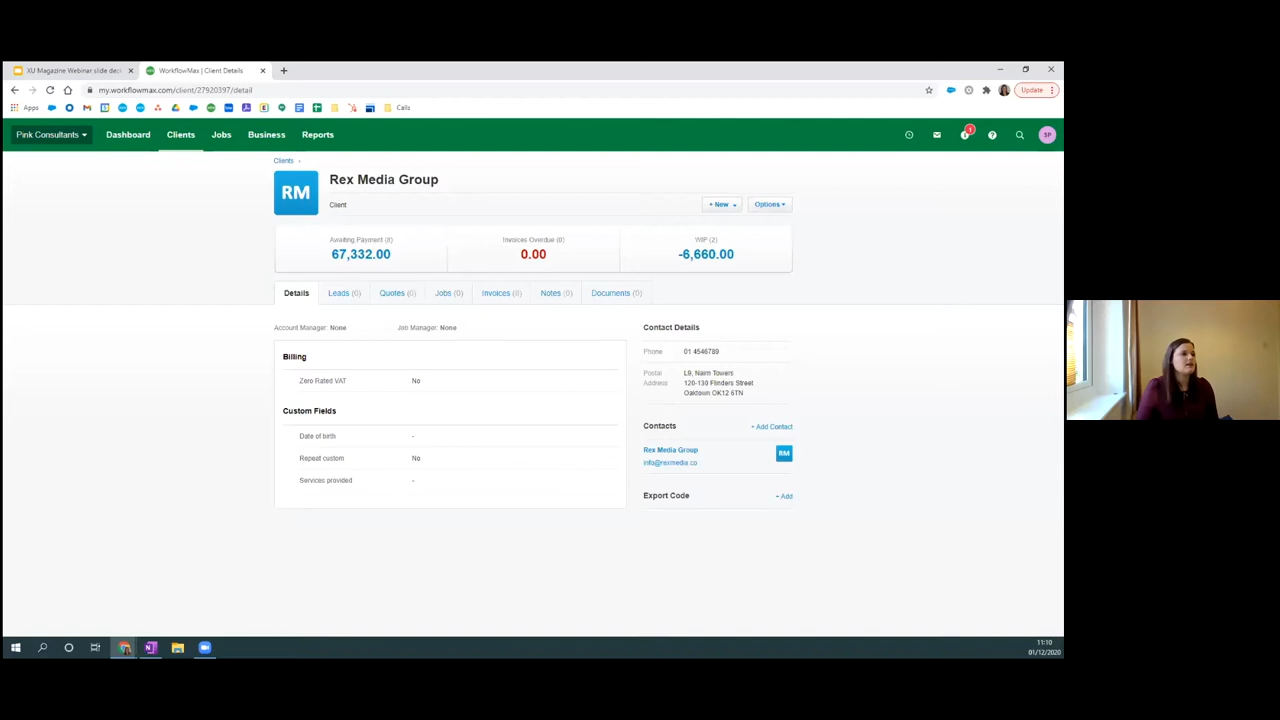 XU Magazine Webinar slide dec
WorkflowMax | Client Details
my.workflowmax.com/client/27920397/detail
Update
Apps
Calls
Pink Consultants
Dashboard
Clients
Jobs
Business
Reports
1
SP
Clients ›
RM
Rex Media Group
Client
+ New
Options
Awaiting Payment (8)
Invoices Overdue (0)
WIP (2)
67,332.00
0.00
-6,660.00
Details
Leads (0)
Quotes (0)
Jobs (0)
Invoices (8)
Notes (0)
Documents (0)
Account Manager: None
Job Manager: None
Billing
Zero Rated VAT No
Custom Fields
Date of birth -
Repeat custom No
Services provided -
Contact Details
Phone 01 4546789
Postal Address
L9, Nairn Towers
120-130 Flinders Street
Oaktown OK12 6TN
Contacts
+ Add Contact
Rex Media Group
info@rexmedia.co
RM
Export Code
+ Add
11:10
01/12/2020